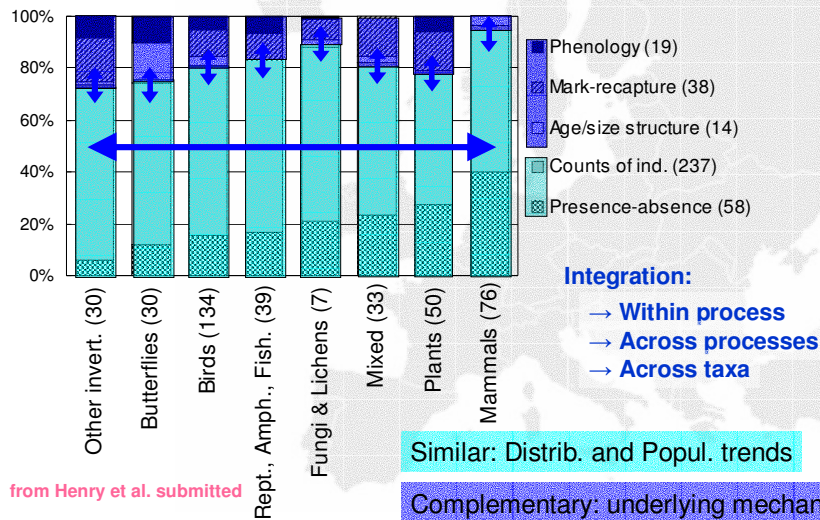 100%
80%
60%
40%
20%
0%
Other invert. (30)
Butterflies (30)
Birds (134)
Rept., Amph., Fish. (39)
Fungi & Lichens (7)
Mixed (33)
Plants (50)
Mammals (76)
Phenology (19)
Mark-recapture (38)
Age/size structure (14)
Counts of ind. (237)
Presence-absence (58)
Integration:
→ Within process
→ Across processes
→ Across taxa
Similar: Distrib. and Popul. trends
Complementary: underlying mechan
from Henry et al. submitted